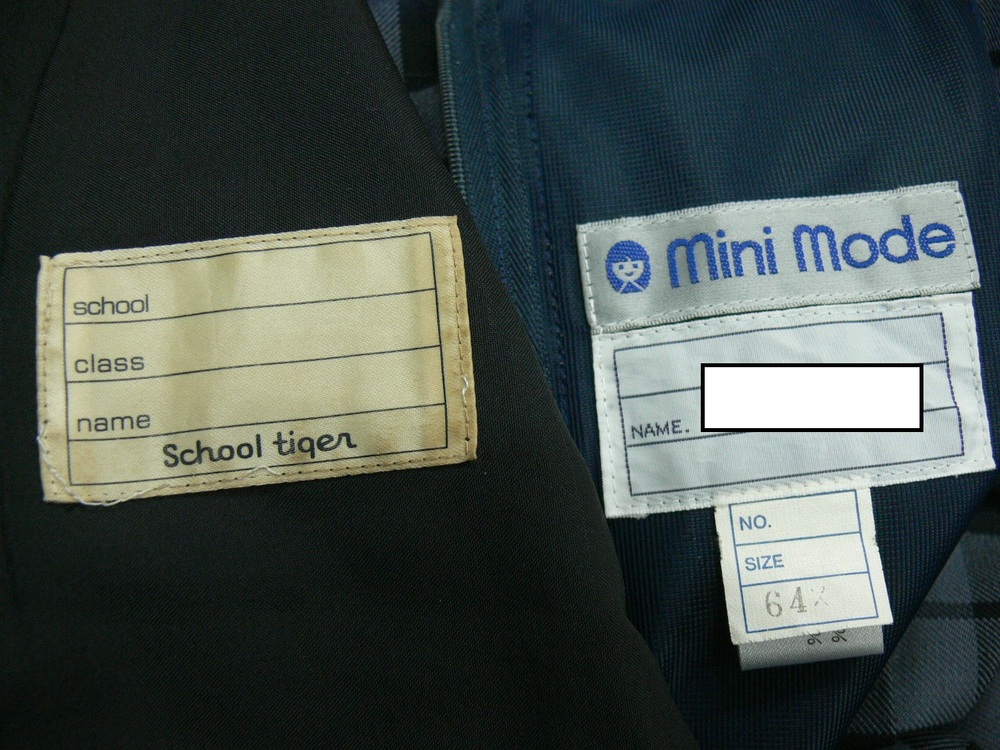 school
class
name
School tiger
mini mode
NAME.
NO.
SIZE
64
%
%